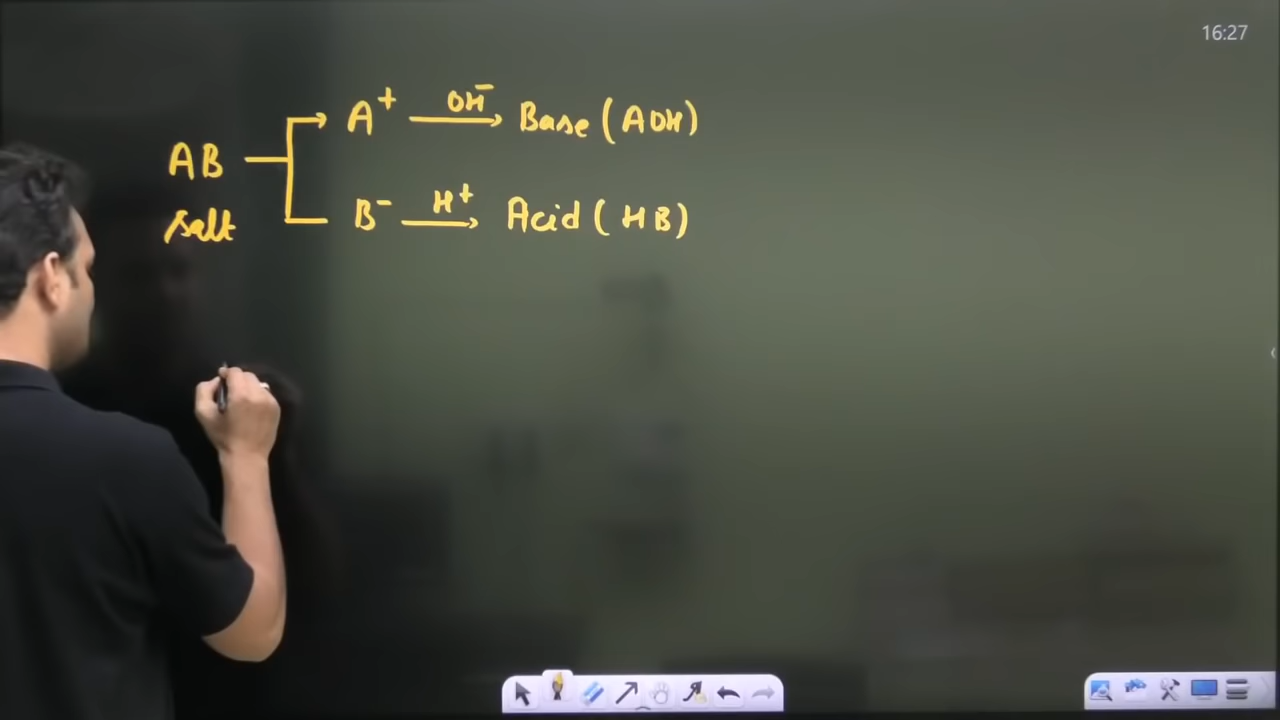 16:27
A⁺ —OH⁻→ Base (AOH)
AB
Salt
B⁻ —H⁺→ Acid (HB)